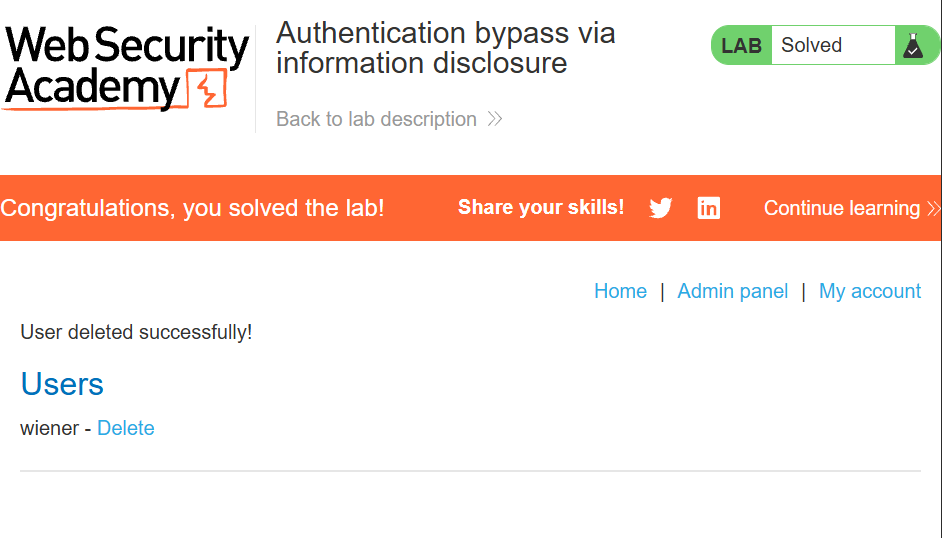 Web Security
Academy
Authentication bypass via
information disclosure
Back to lab description
LAB Solved
Congratulations, you solved the lab! Share your skills! Continue learning
Home | Admin panel | My account
User deleted successfully!
Users
wiener - Delete